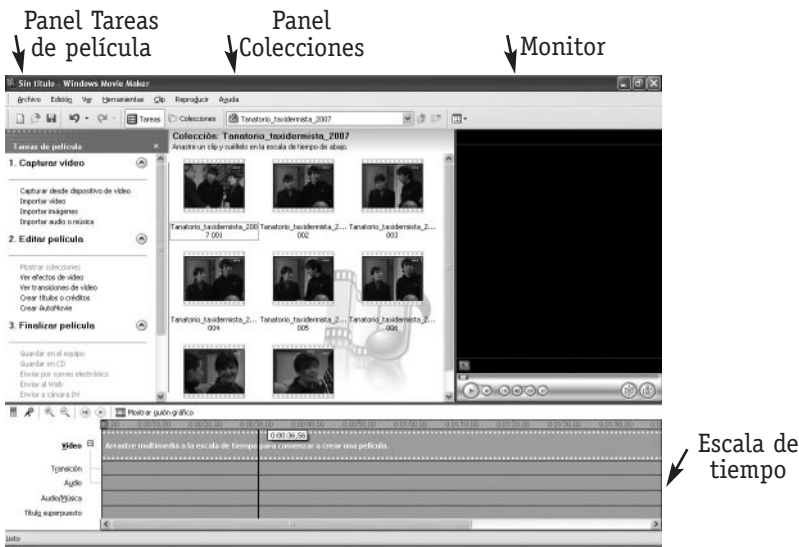 Panel Tareas
de película
Panel
Colecciones
Monitor
Sin título - Windows Movie Maker
Archivo Edición Ver Herramientas Clip Reproducir Ayuda
Tareas Colecciones Tanatorio_taxidermista_2007
Tareas de película
Colección: Tanatorio_taxidermista_2007
Arrastre un clip y suéltelo en la escala de tiempo de abajo.
1. Capturar vídeo
Capturar desde dispositivo de vídeo
Importar vídeo
Importar imágenes
Importar audio o música
2. Editar película
Mostrar colecciones
Ver efectos de vídeo
Ver transiciones de vídeo
Crear títulos o créditos
Crear AutoMovie
3. Finalizar película
Guardar en el equipo
Guardar en CD
Enviar por correo electrónico
Enviar al Web
Enviar a cámara DV
Tanatorio_taxidermista_200
7 001
Tanatorio_taxidermista_2...
002
Tanatorio_taxidermista_2...
003
Tanatorio_taxidermista_2...
004
Tanatorio_taxidermista_2...
005
Tanatorio_taxidermista_2...
006
Mostrar guión gráfico
0:00:36,56
Vídeo
Arrastre multimedia a la escala de tiempo para comenzar a crear una película.
Transición
Audio
Audio/Música
Título superpuesto
Listo
Escala de
tiempo